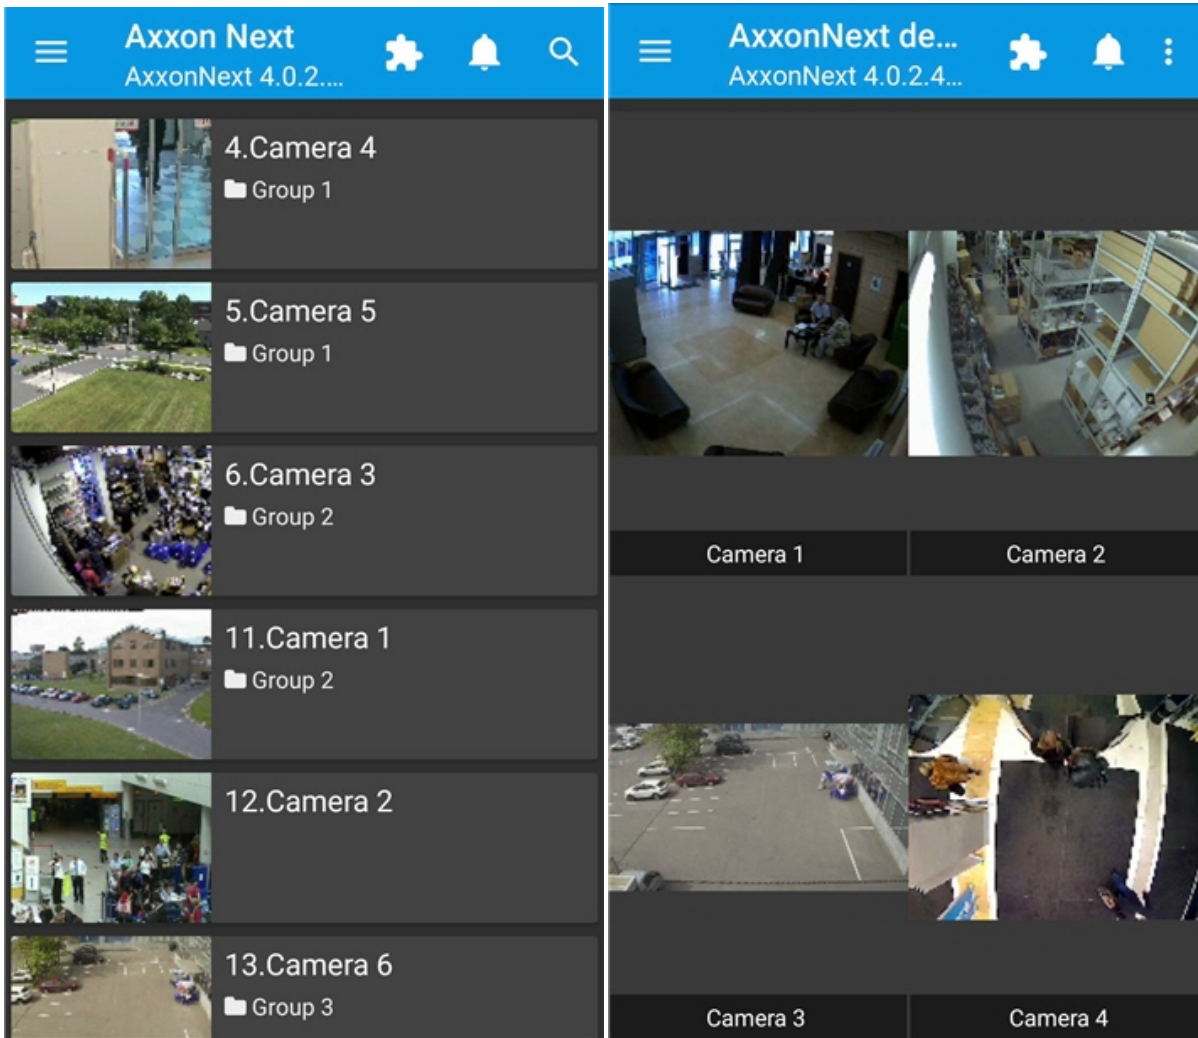 Axxon Next
AxxonNext 4.0.2....
4.Camera 4
Group 1
5.Camera 5
Group 1
6.Camera 3
Group 2
11.Camera 1
Group 2
12.Camera 2
13.Camera 6
Group 3
AxxonNext de...
AxxonNext 4.0.2.4...
Camera 1
Camera 2
Camera 3
Camera 4